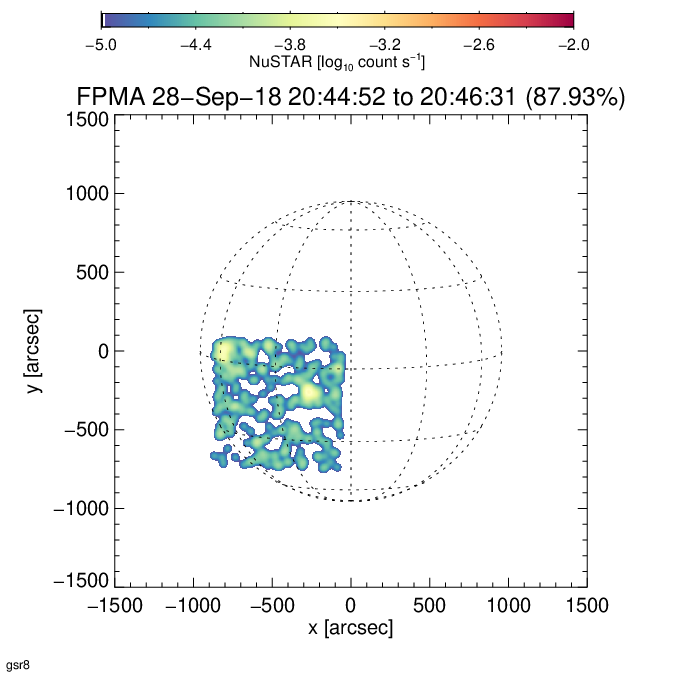 −5.0 −4.4 −3.8 −3.2 −2.6 −2.0
NuSTAR [log₁₀ count s⁻¹]
FPMA 28−Sep−18 20:44:52 to 20:46:31 (87.93%)
1500
1000
500
0
−500
−1000
−1500
y [arcsec]
−1500 −1000 −500 0 500 1000 1500
x [arcsec]
gsr8